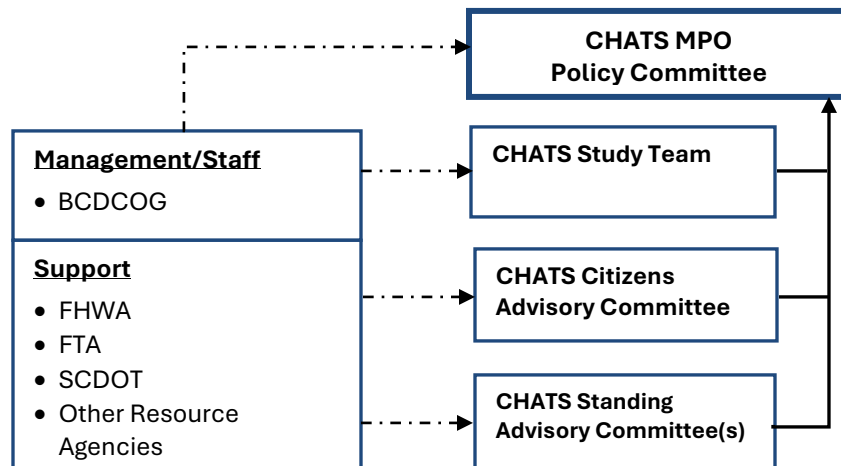 CHATS MPO
Policy Committee
Management/Staff
• BCDCOG
Support
• FHWA
• FTA
• SCDOT
• Other Resource
Agencies
CHATS Study Team
CHATS Citizens
Advisory Committee
CHATS Standing
Advisory Committee(s)